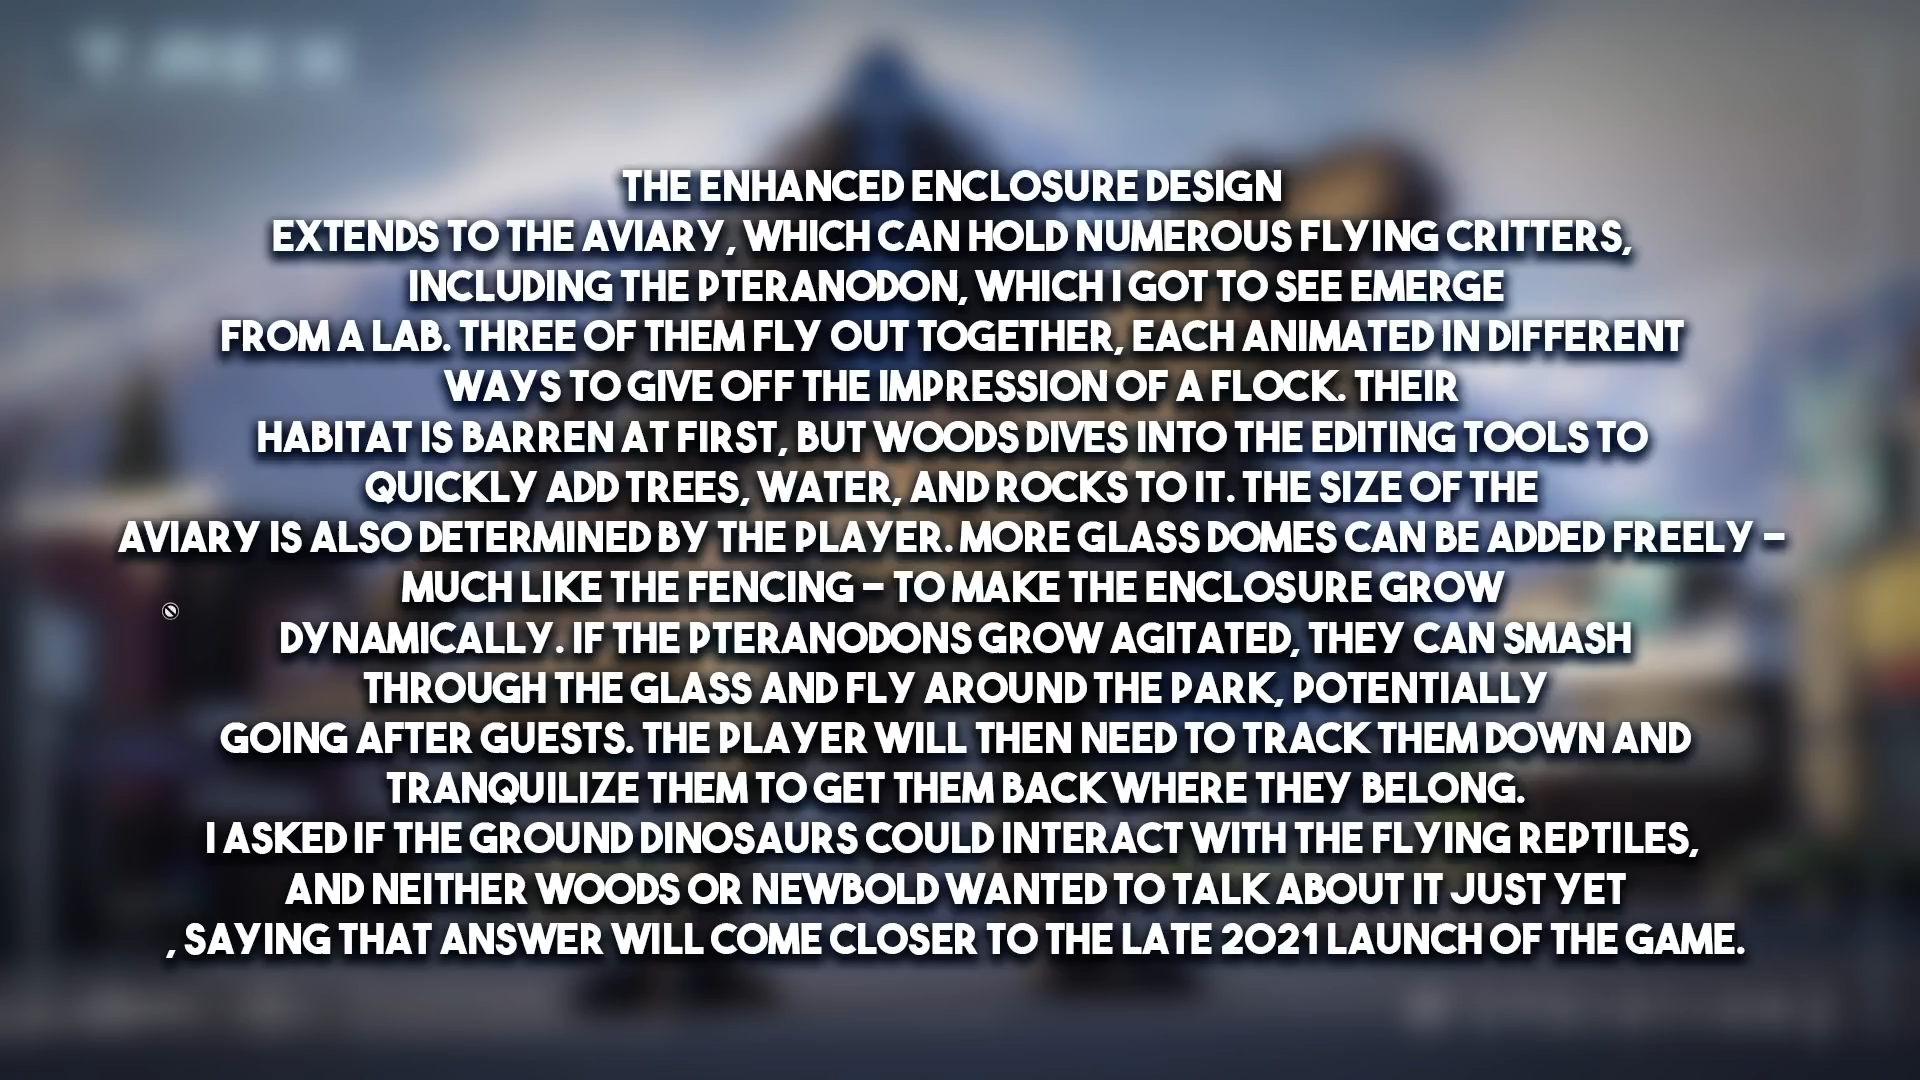 THE ENHANCED ENCLOSURE DESIGN
EXTENDS TO THE AVIARY, WHICH CAN HOLD NUMEROUS FLYING CRITTERS,
INCLUDING THE PTERANODON, WHICH I GOT TO SEE EMERGE
FROM A LAB. THREE OF THEM FLY OUT TOGETHER, EACH ANIMATED IN DIFFERENT
WAYS TO GIVE OFF THE IMPRESSION OF A FLOCK. THEIR
HABITAT IS BARREN AT FIRST, BUT WOODS DIVES INTO THE EDITING TOOLS TO
QUICKLY ADD TREES, WATER, AND ROCKS TO IT. THE SIZE OF THE
AVIARY IS ALSO DETERMINED BY THE PLAYER. MORE GLASS DOMES CAN BE ADDED FREELY –
MUCH LIKE THE FENCING – TO MAKE THE ENCLOSURE GROW
DYNAMICALLY. IF THE PTERANODONS GROW AGITATED, THEY CAN SMASH
THROUGH THE GLASS AND FLY AROUND THE PARK, POTENTIALLY
GOING AFTER GUESTS. THE PLAYER WILL THEN NEED TO TRACK THEM DOWN AND
TRANQUILIZE THEM TO GET THEM BACK WHERE THEY BELONG.
I ASKED IF THE GROUND DINOSAURS COULD INTERACT WITH THE FLYING REPTILES,
AND NEITHER WOODS OR NEWBOLD WANTED TO TALK ABOUT IT JUST YET
, SAYING THAT ANSWER WILL COME CLOSER TO THE LATE 2021 LAUNCH OF THE GAME.